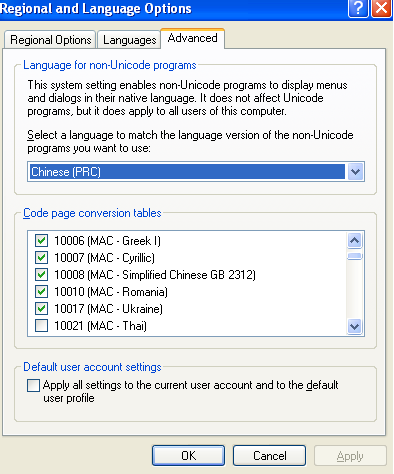 Regional and Language Options
Regional Options
Languages
Advanced
Language for non-Unicode programs
This system setting enables non-Unicode programs to display menus
and dialogs in their native language. It does not affect Unicode
programs, but it does apply to all users of this computer.
Select a language to match the language version of the non-Unicode
programs you want to use:
Chinese (PRC)
Code page conversion tables
10006 (MAC - Greek I)
10007 (MAC - Cyrillic)
10008 (MAC - Simplified Chinese GB 2312)
10010 (MAC - Romania)
10017 (MAC - Ukraine)
10021 (MAC - Thai)
Default user account settings
Apply all settings to the current user account and to the default
user profile
OK
Cancel
Apply